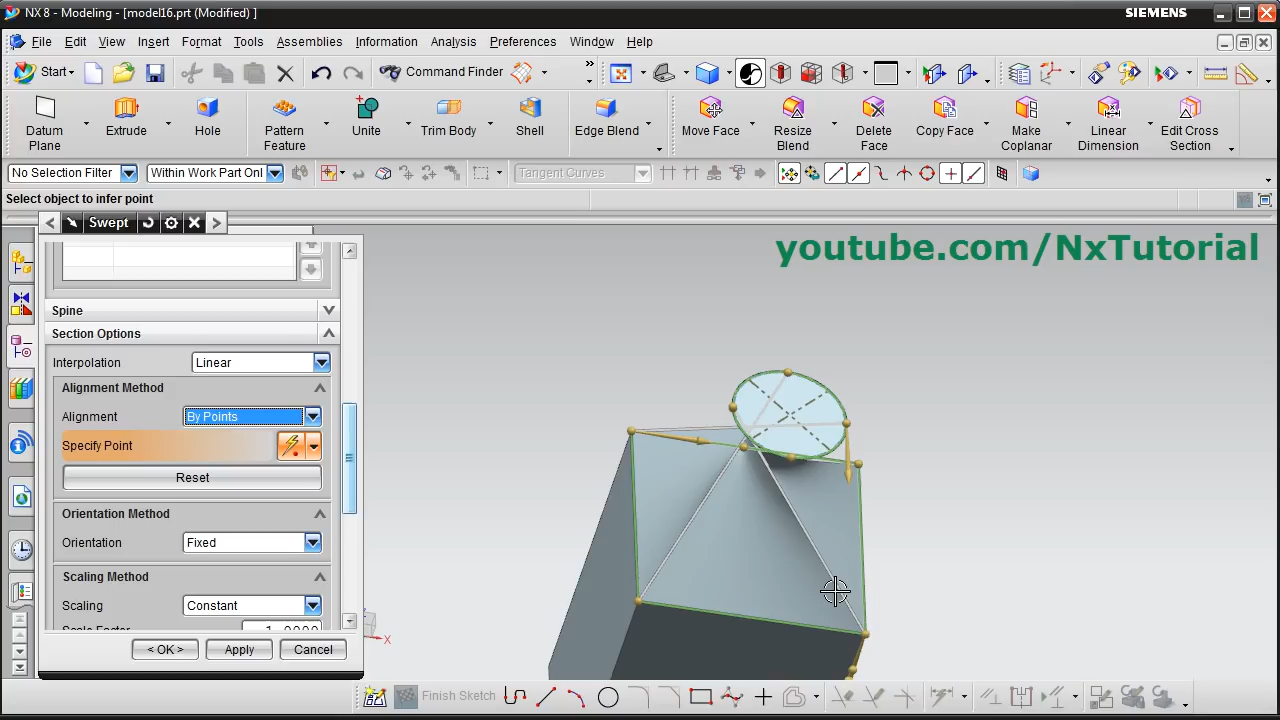 NX 8 - Modeling - [model16.prt (Modified) ]
SIEMENS
File Edit View Insert Format Tools Assemblies Information Analysis Preferences Window Help
Start Command Finder »
Datum Plane
Extrude
Hole
Pattern Feature
Unite
Trim Body
Shell
Edge Blend
Move Face
Resize Blend
Delete Face
Copy Face
Make Coplanar
Linear Dimension
Edit Cross Section
No Selection Filter Within Work Part Onl Tangent Curves
Select object to infer point
Swept
youtube.com/NxTutorial
Spine
Section Options
Interpolation Linear
Alignment Method
Alignment By Points
Specify Point
Reset
Orientation Method
Orientation Fixed
Scaling Method
Scaling Constant
Scale Factor 1.0000
X
< OK > Apply Cancel
Finish Sketch